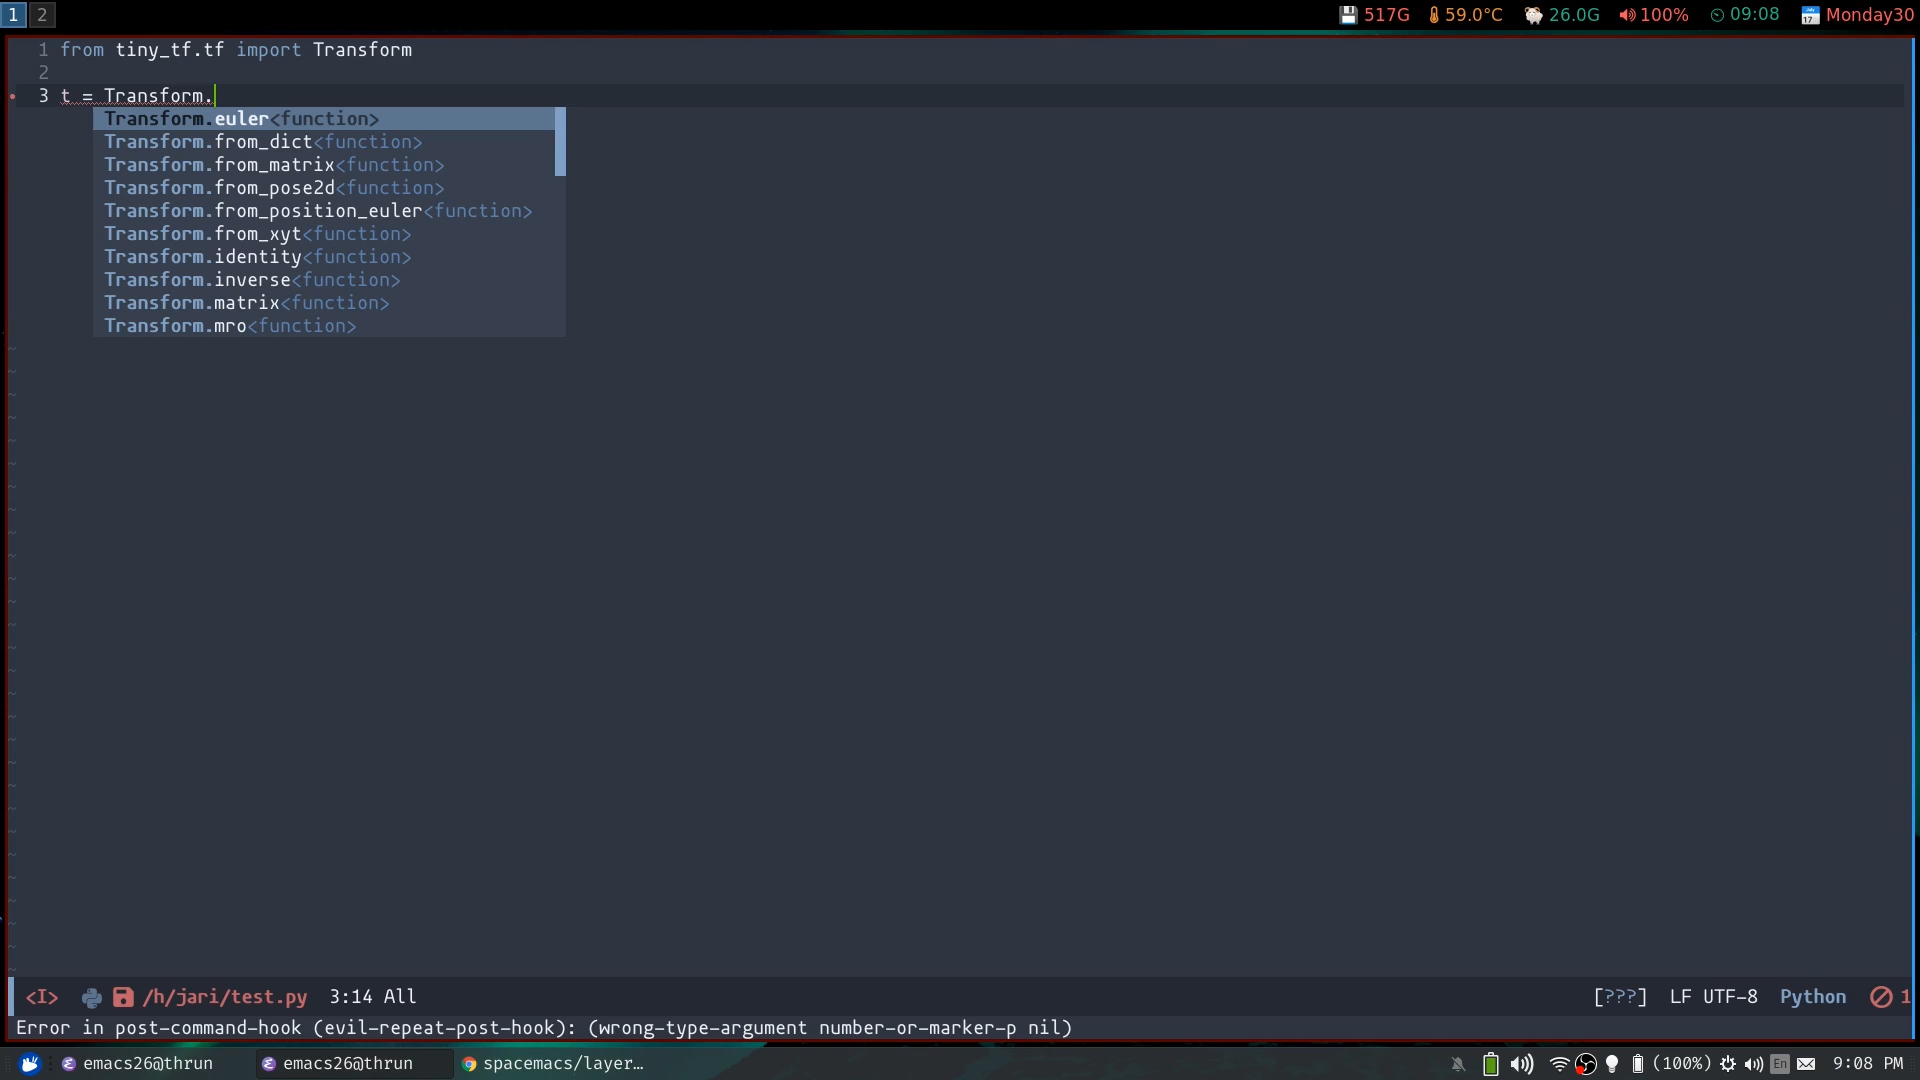 1 2 517G 59.0°C 26.0G 100% 09:08 Monday30
1 from tiny_tf.tf import Transform
2
3 t = Transform.
Transform.euler<function>
Transform.from_dict<function>
Transform.from_matrix<function>
Transform.from_pose2d<function>
Transform.from_position_euler<function>
Transform.from_xyt<function>
Transform.identity<function>
Transform.inverse<function>
Transform.matrix<function>
Transform.mro<function>
<I> /h/jari/test.py 3:14 All [???] LF UTF-8 Python 1
Error in post-command-hook (evil-repeat-post-hook): (wrong-type-argument number-or-marker-p nil)
emacs26@thrun emacs26@thrun spacemacs/layer... (100%) En 9:08 PM